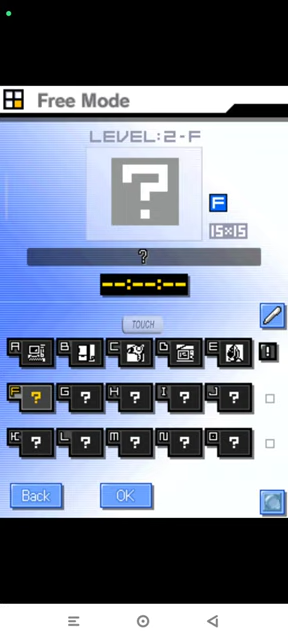 Free Mode
LEVEL:2-F
?
F
15×15
?
--:--:--
TOUCH
A B C D E !
F ? G ? H ? I ? J ?
K ? L ? M ? N ? O ?
Back OK